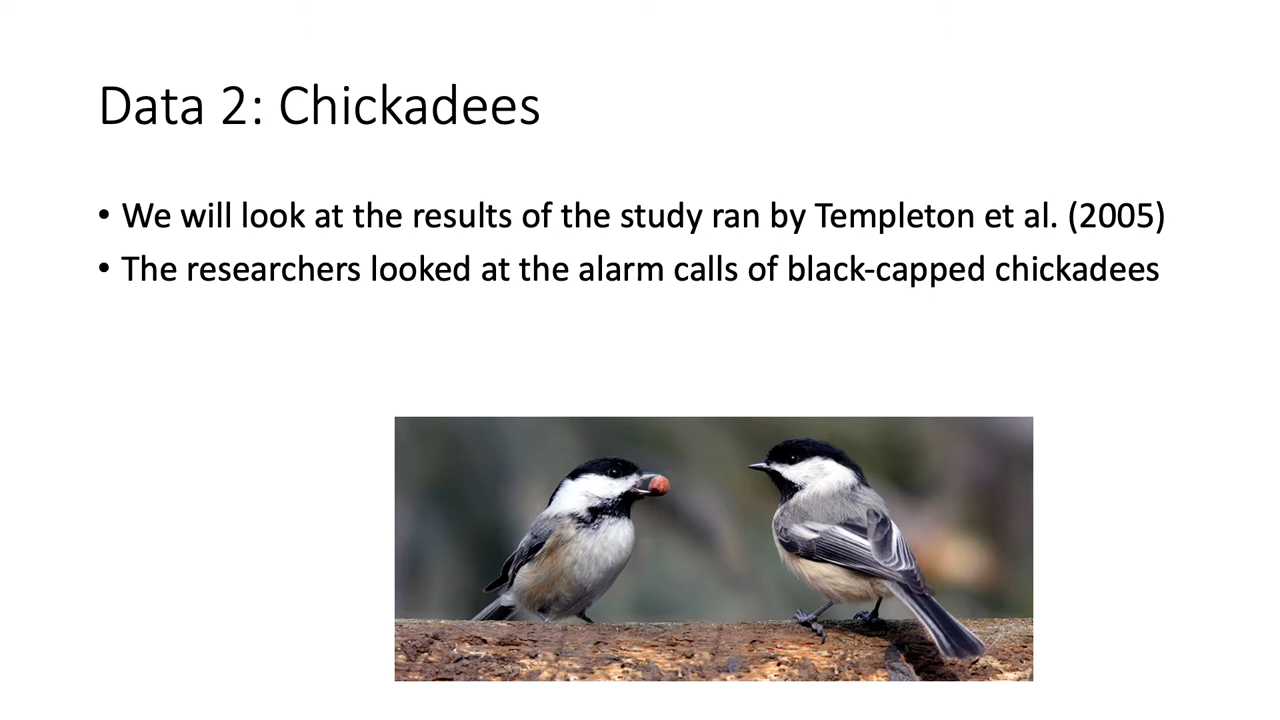 Data 2: Chickadees
• We will look at the results of the study ran by Templeton et al. (2005)
• The researchers looked at the alarm calls of black-capped chickadees